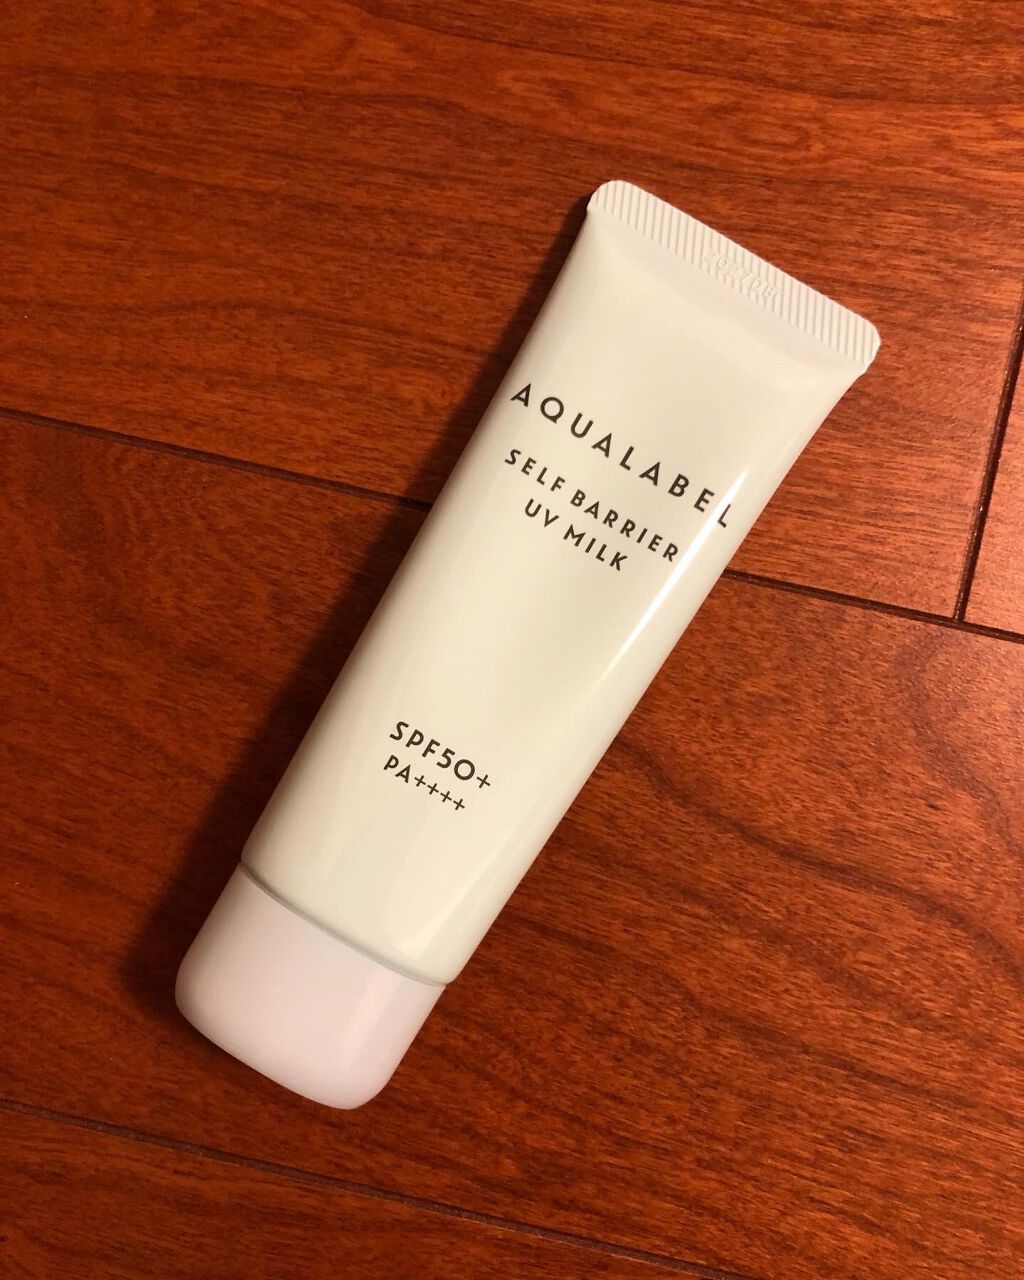 AQUALABEL
SELF BARRIER
UV MILK
SPF50+
PA++++